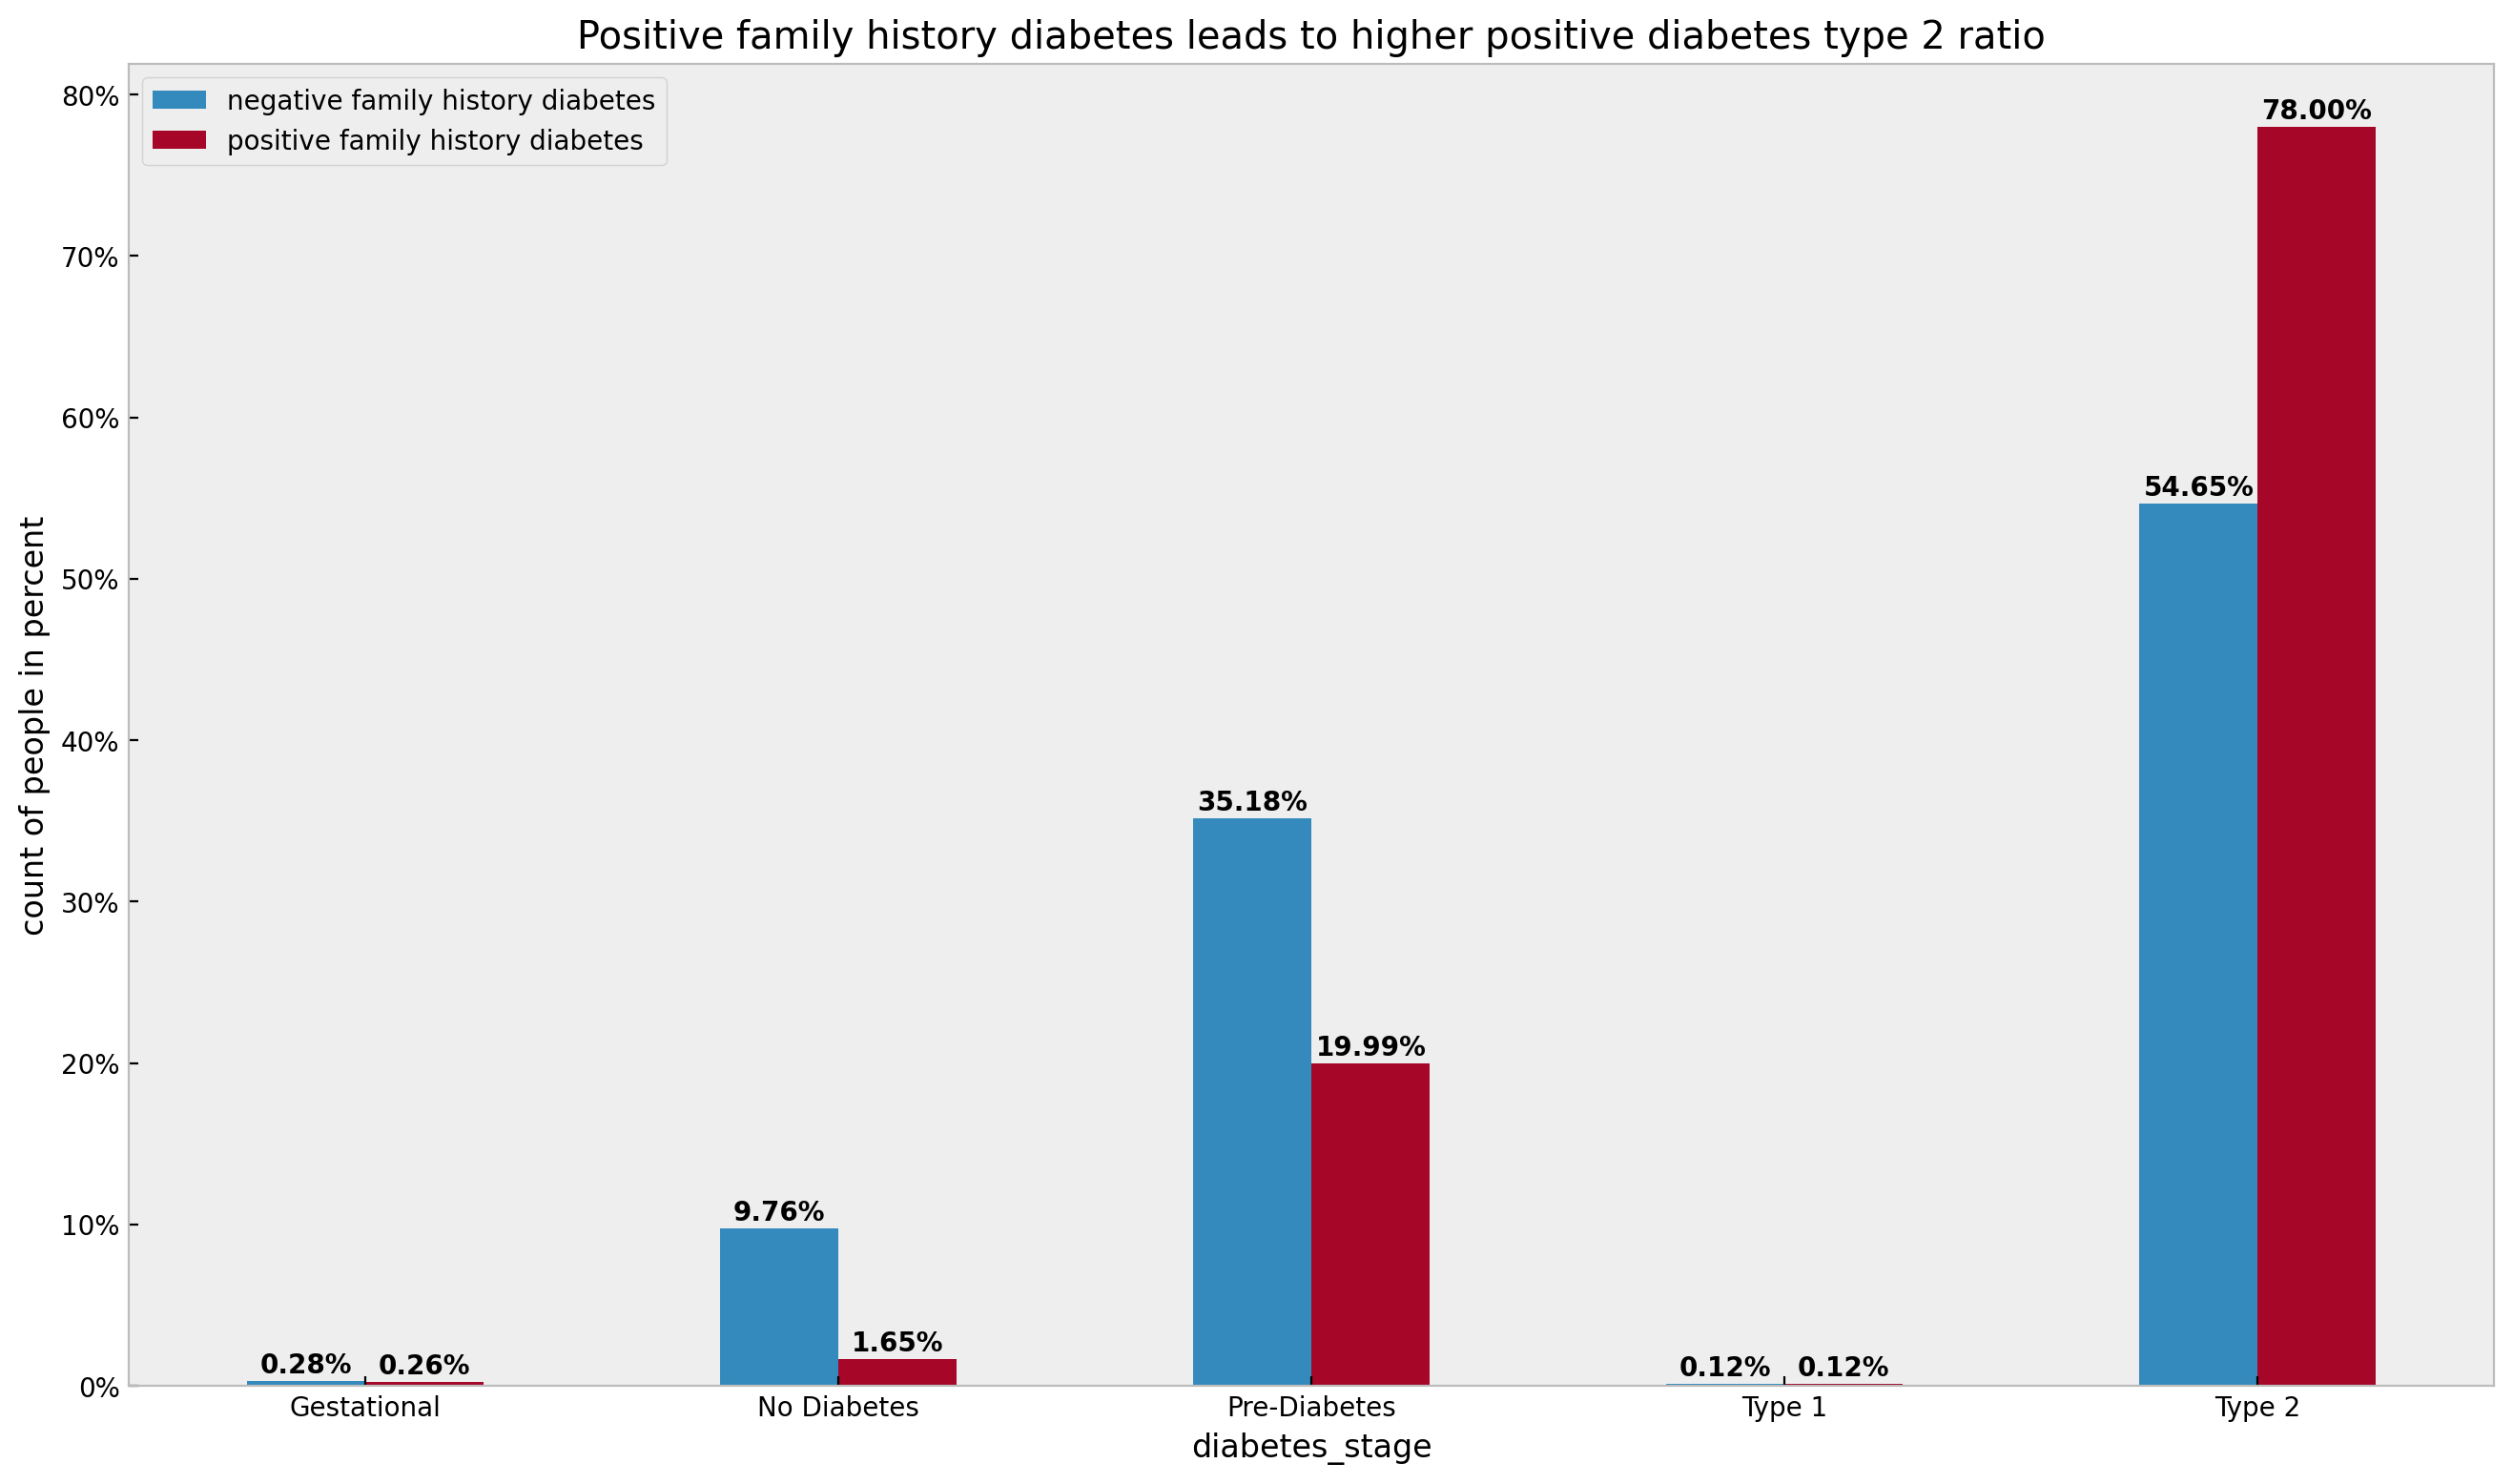 Positive family history diabetes leads to higher positive diabetes type 2 ratio
negative family history diabetes
positive family history diabetes
count of people in percent
80%
70%
60%
50%
40%
30%
20%
10%
0%
0.28%
0.26%
9.76%
1.65%
35.18%
19.99%
0.12%
0.12%
54.65%
78.00%
Gestational
No Diabetes
Pre-Diabetes
Type 1
Type 2
diabetes_stage